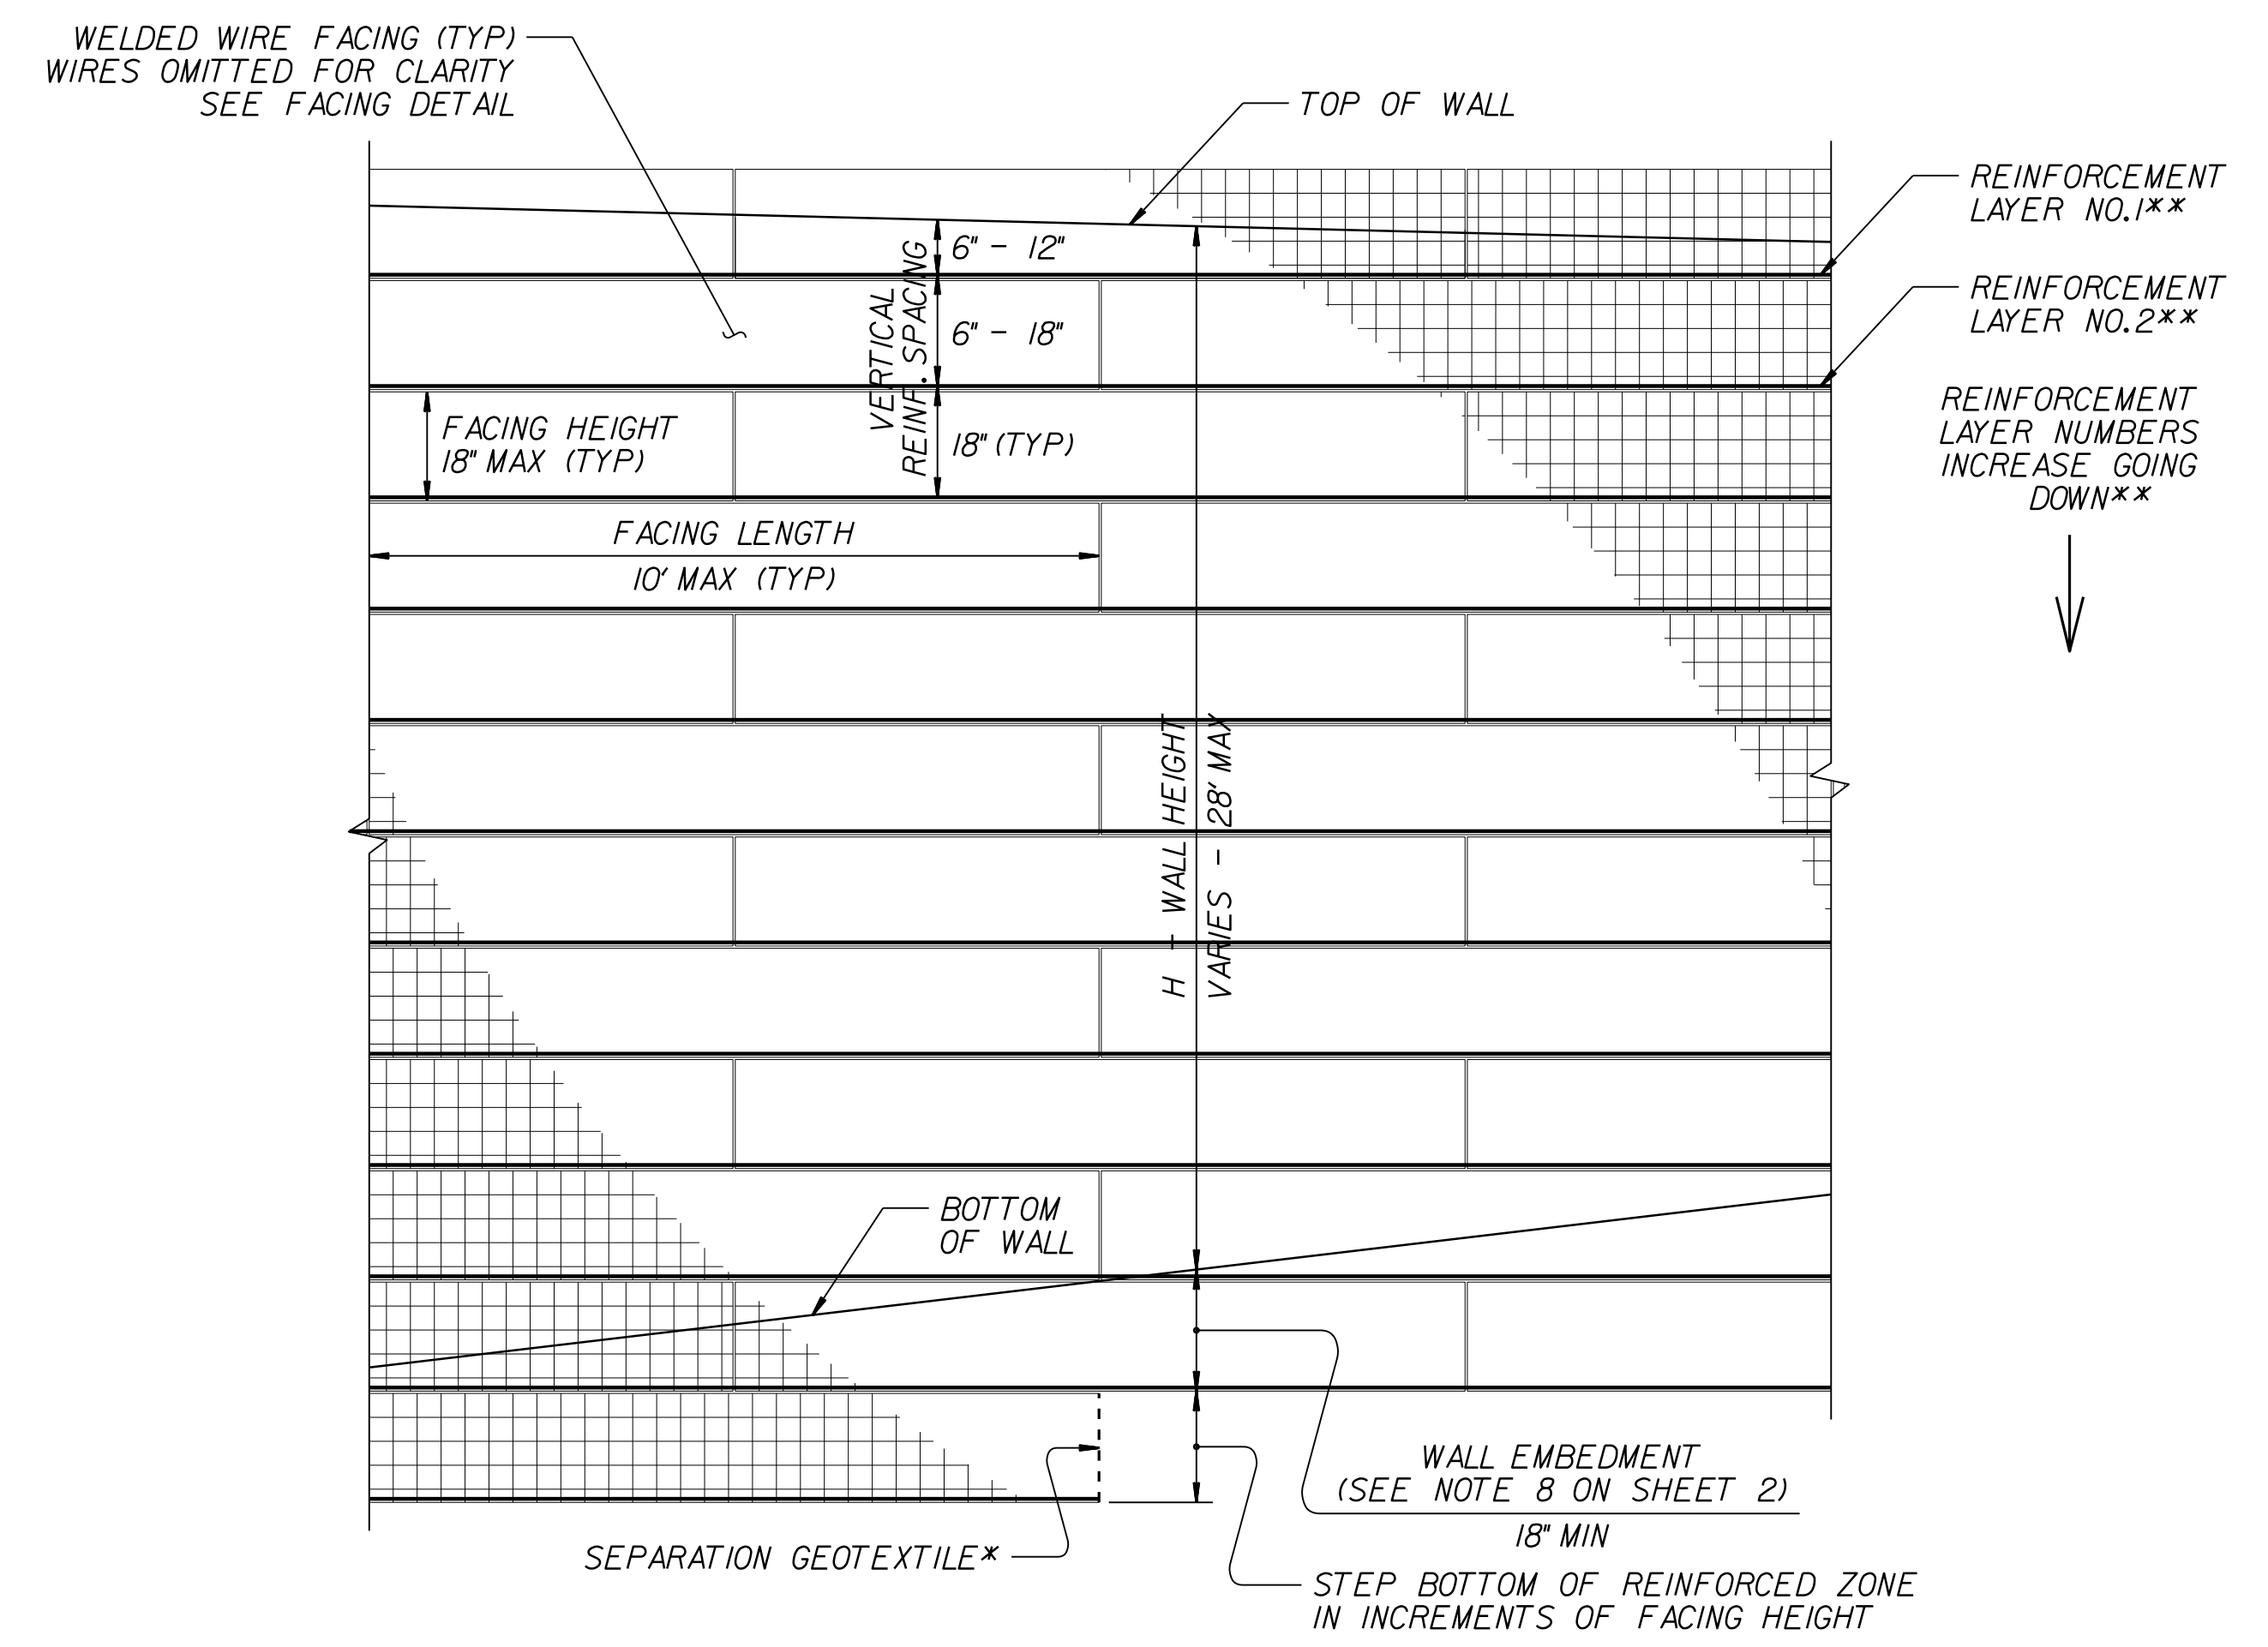 WELDED WIRE FACING (TYP)
WIRES OMITTED FOR CLARITY
SEE FACING DETAIL
TOP OF WALL
REINFORCEMENT
LAYER NO.1**
REINFORCEMENT
LAYER NO.2**
REINFORCEMENT
LAYER NUMBERS
INCREASE GOING
DOWN**
VERTICAL
REINF. SPACING
6" - 12"
6" - 18"
18" (TYP)
FACING HEIGHT
18" MAX (TYP)
FACING LENGTH
10' MAX (TYP)
H - WALL HEIGHT
VARIES - 28' MAX
BOTTOM
OF WALL
WALL EMBEDMENT
(SEE NOTE 8 ON SHEET 2)
18" MIN
SEPARATION GEOTEXTILE*
STEP BOTTOM OF REINFORCED ZONE
IN INCREMENTS OF FACING HEIGHT